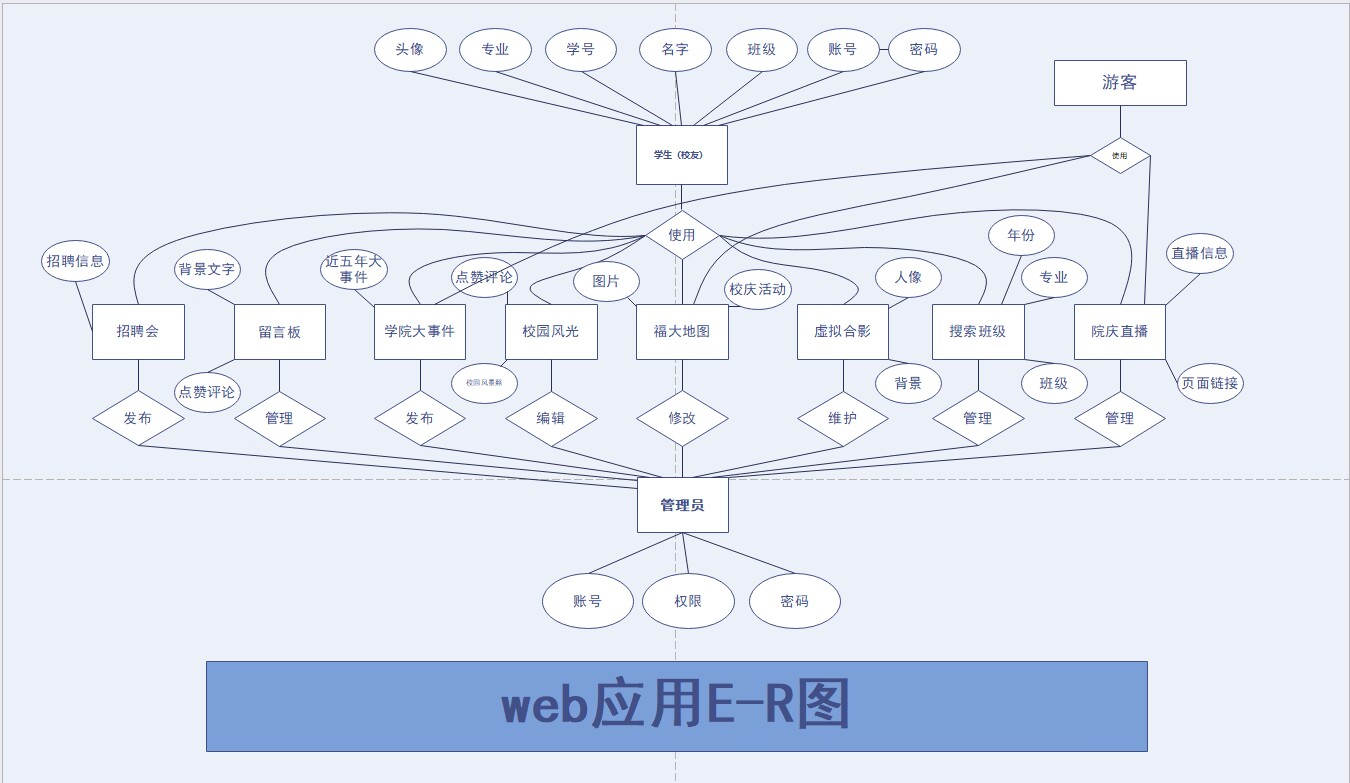 头像
专业
学号
名字
班级
账号
密码
游客
学生（校友）
使用
使用
年份
招聘信息
背景文字
近五年大
事件
点赞评论
图片
校庆活动
人像
专业
直播信息
招聘会
留言板
学院大事件
校园风光
福大地图
虚拟合影
搜索班级
院庆直播
点赞评论
背景
班级
页面链接
发布
管理
发布
编辑
修改
维护
管理
管理
管理员
账号
权限
密码
web应用E—R图